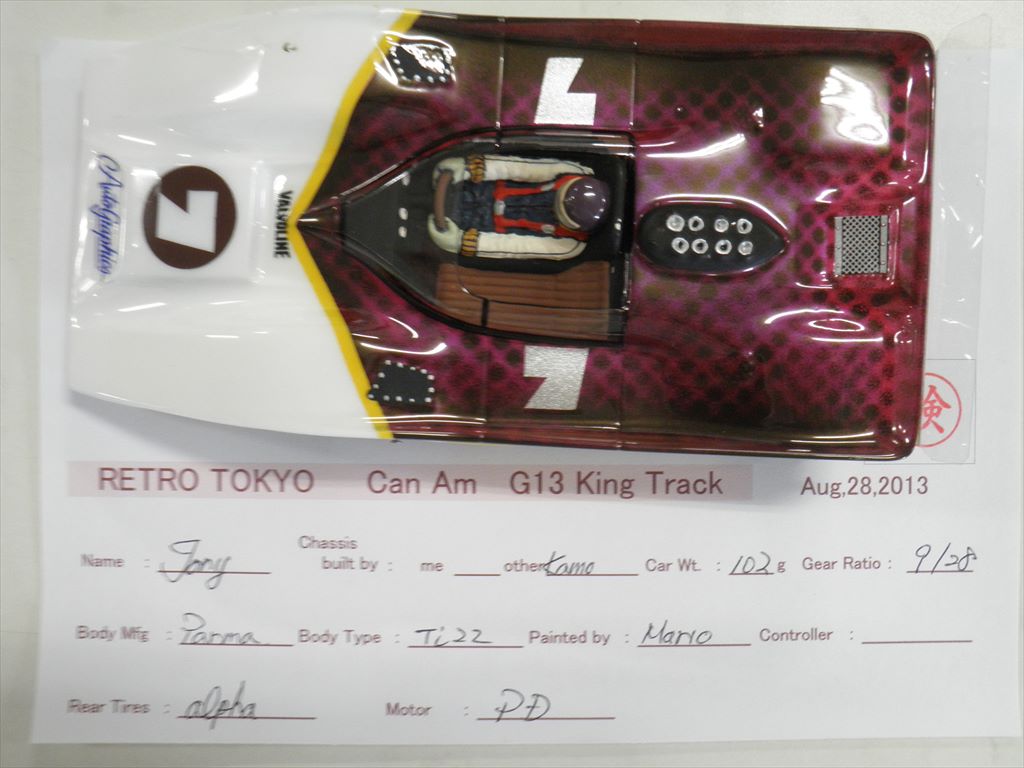 7
Autographics
7
VALVOLINE
7
検
RETRO TOKYO Can Am G13 King Track Aug,28,2013
Name : Tony Chassis built by : me ___ other Kamo Car Wt. : 102 g Gear Ratio : 9/28
Body Mfg : Parma Body Type : Ti22 Painted by : Mario Controller :
Rear Tires : alpha Motor : PD